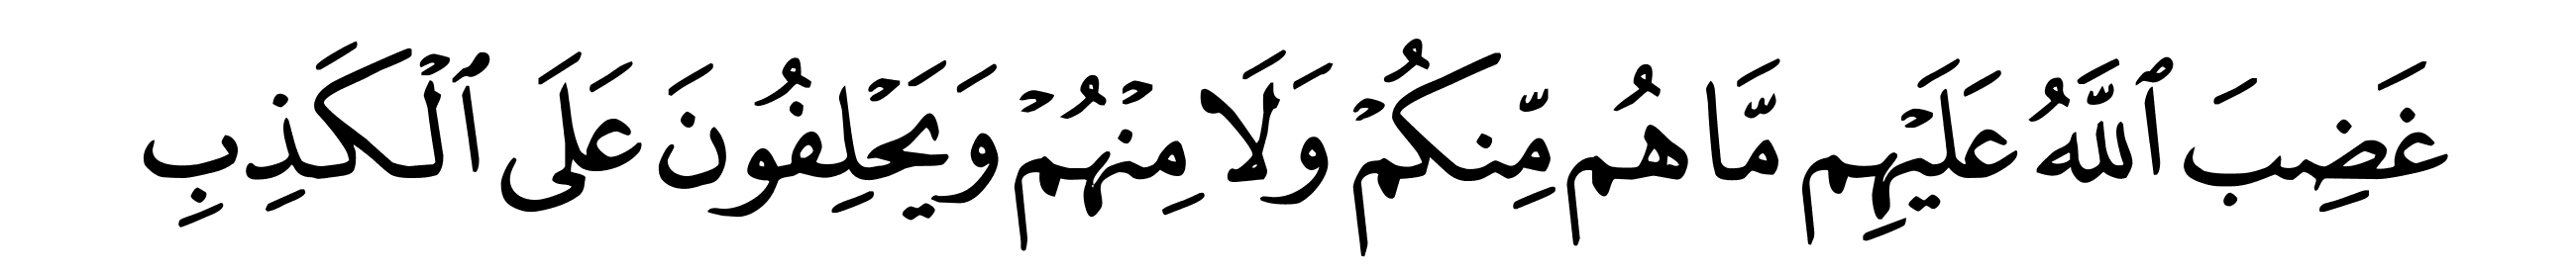 غَضِبَ ٱللَّهُ عَلَيۡهِم مَّا هُم مِّنكُمۡ وَلَا مِنۡهُمۡ وَيَحۡلِفُونَ عَلَى ٱلۡكَذِبِ